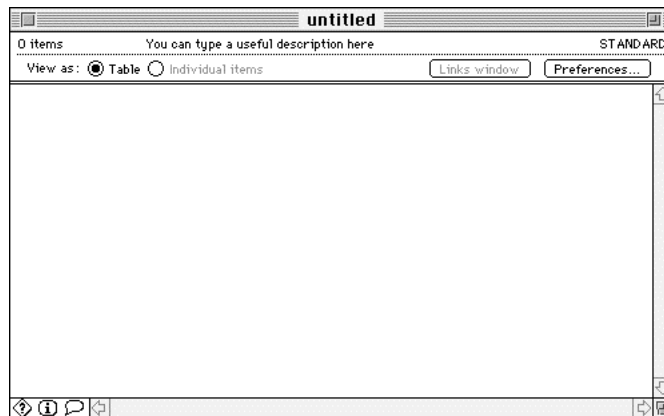 untitled
0 items You can type a useful description here STANDARD
View as: Table Individual items Links window Preferences...